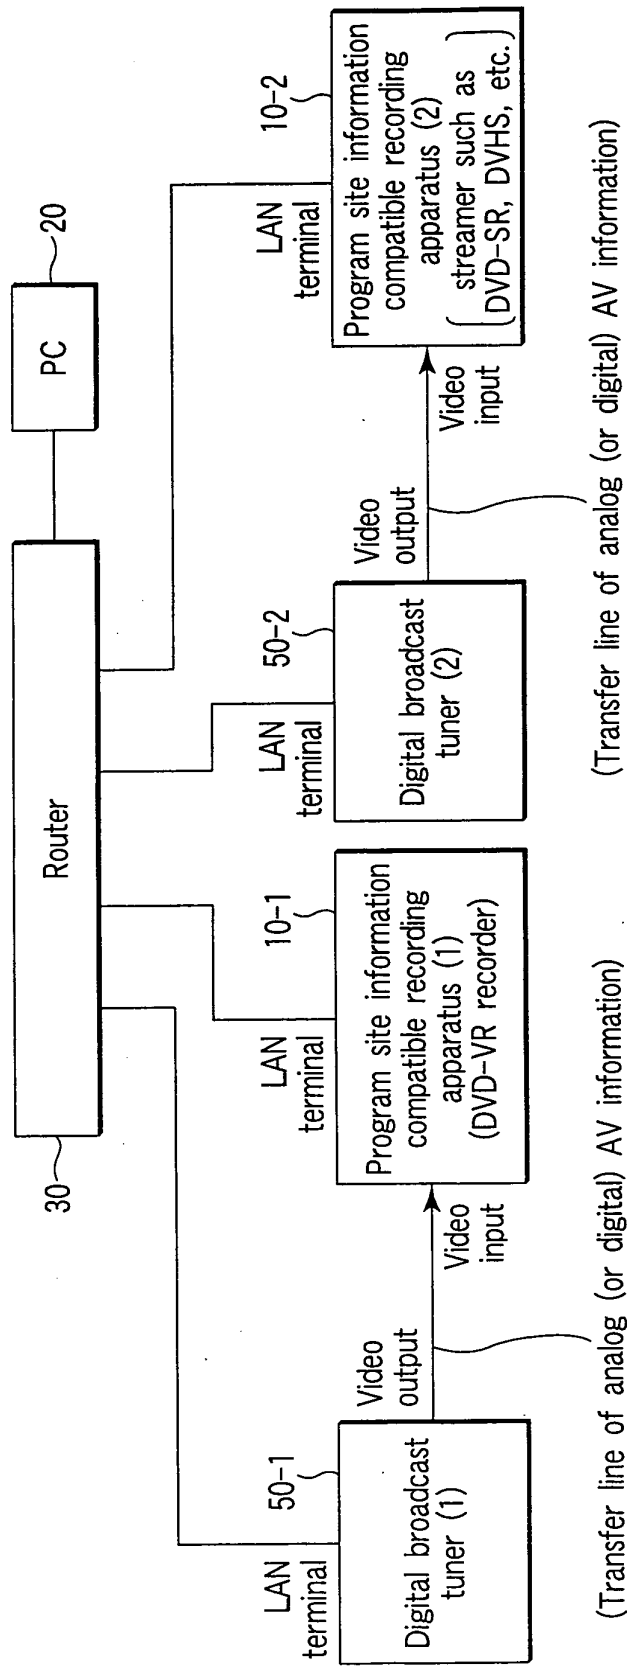 30
Router
PC
20
LAN
terminal
50-1
Digital broadcast
tuner (1)
Video
output
Video
input
LAN
terminal
10-1
Program site information
compatible recording
apparatus (1)
(DVD-VR recorder)
LAN
terminal
50-2
Digital broadcast
tuner (2)
Video
output
Video
input
LAN
terminal
10-2
Program site information
compatible recording
apparatus (2)
streamer such as
DVD-SR, DVHS, etc.
(Transfer line of analog (or digital) AV information)
(Transfer line of analog (or digital) AV information)